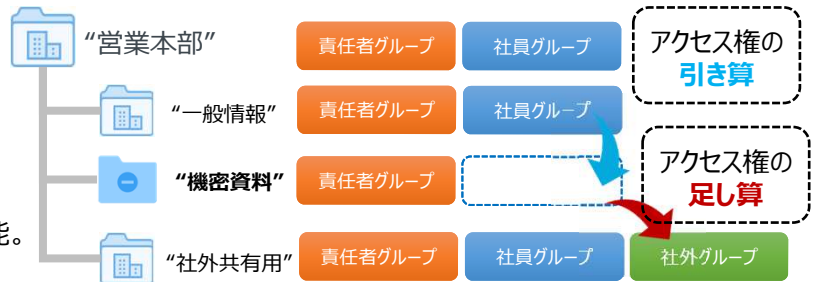 “営業本部” 責任者グループ 社員グループ アクセス権の
引き算
“一般情報” 責任者グループ 社員グループ
“機密資料” 責任者グループ アクセス権の
足し算
能。
“社外共有用” 責任者グループ 社員グループ 社外グループ